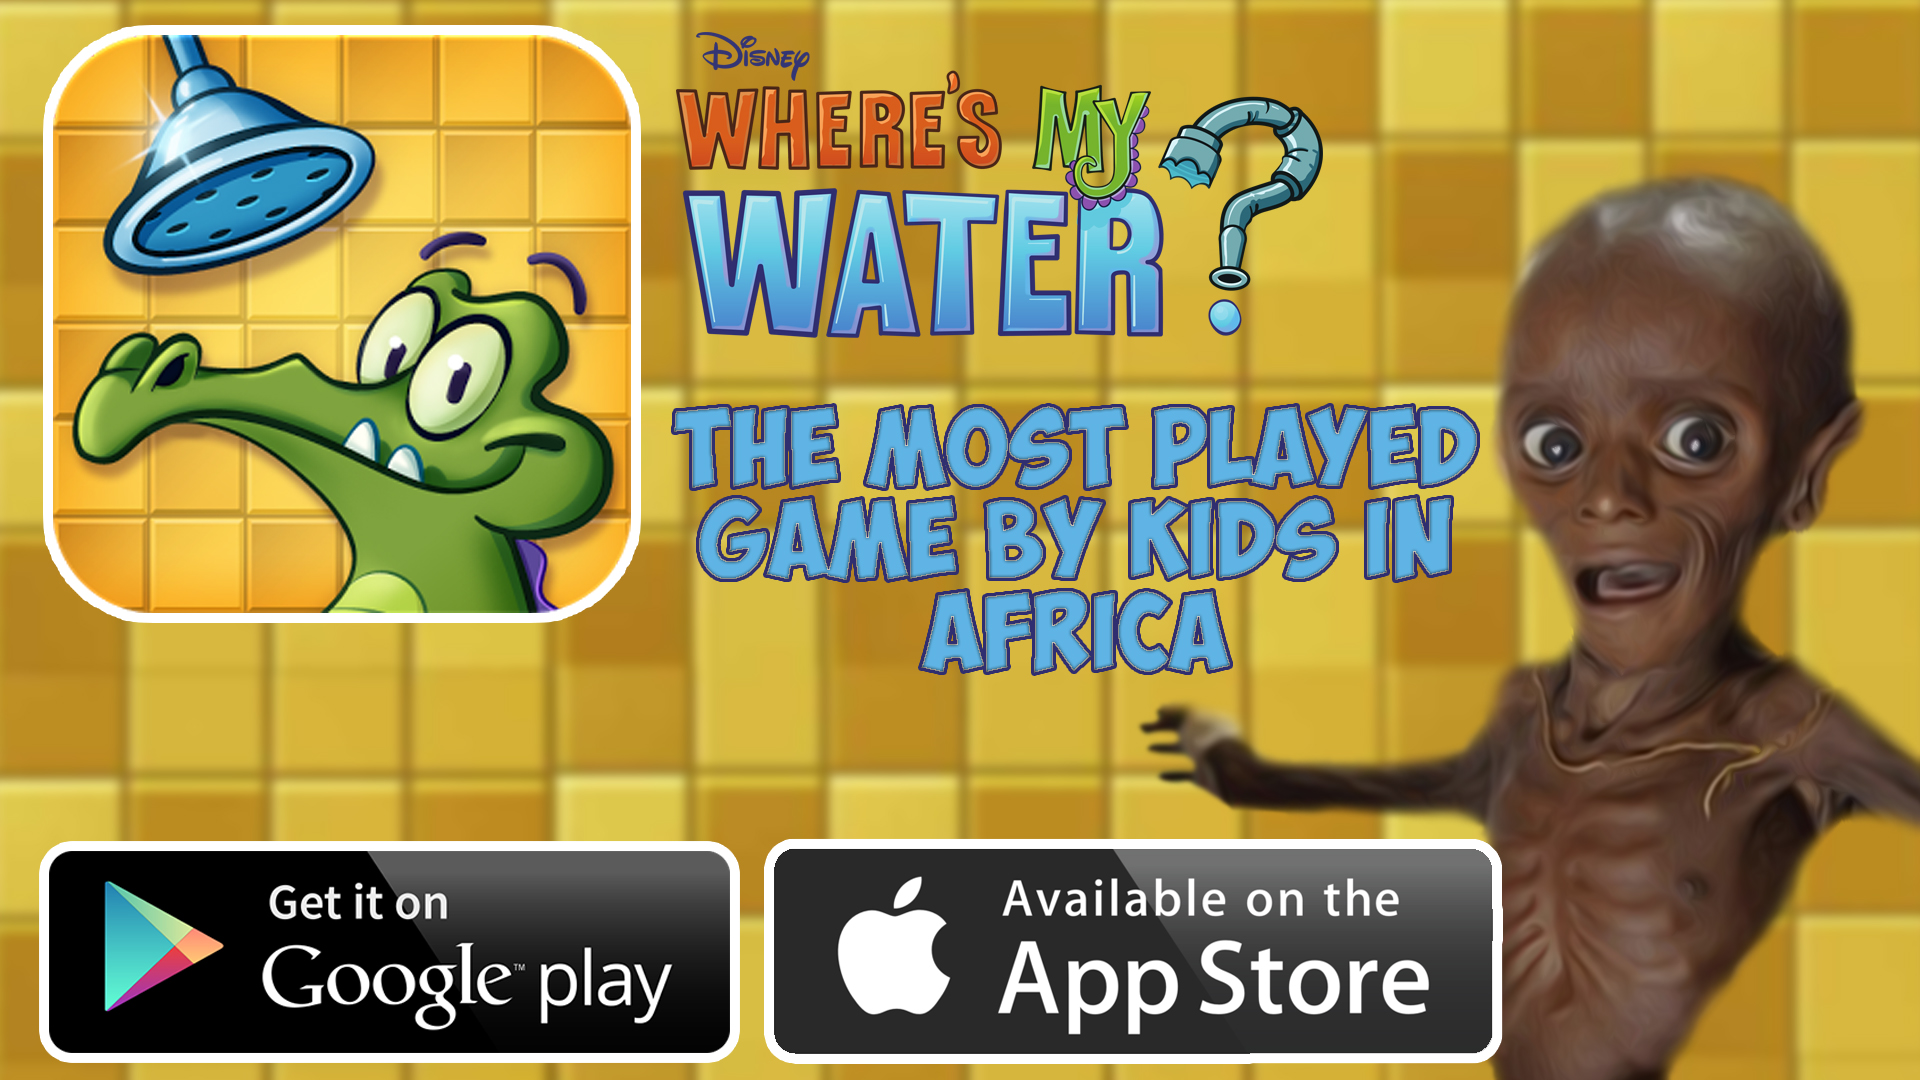 Disney
WHERE'S MY
WATER?
THE MOST PLAYED
GAME BY KIDS IN
AFRICA
Get it on
Google™ play
Available on the
App Store